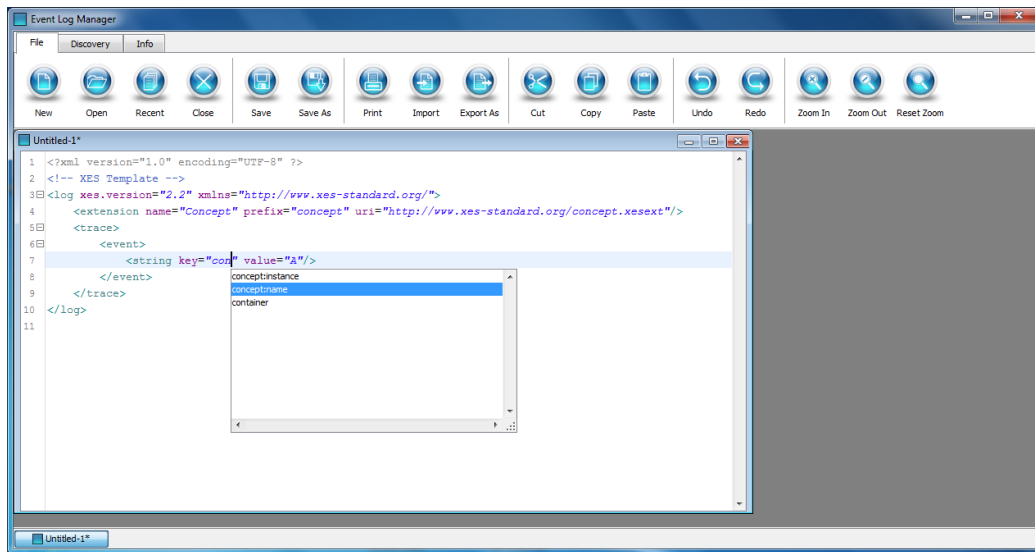 Event Log Manager
File Discovery Info
New Open Recent Close Save Save As Print Import Export As Cut Copy Paste Undo Redo Zoom In Zoom Out Reset Zoom
Untitled-1*
1 <?xml version="1.0" encoding="UTF-8" ?>
2 <!-- XES Template -->
3 <log xes.version="2.2" xmlns="http://www.xes-standard.org/">
4 <extension name="Concept" prefix="concept" uri="http://www.xes-standard.org/concept.xesext"/>
5 <trace>
6 <event>
7 <string key="con" value="A"/>
8 </event>
9 </trace>
10 </log>
11
concept:instance
concept:name
container
Untitled-1*